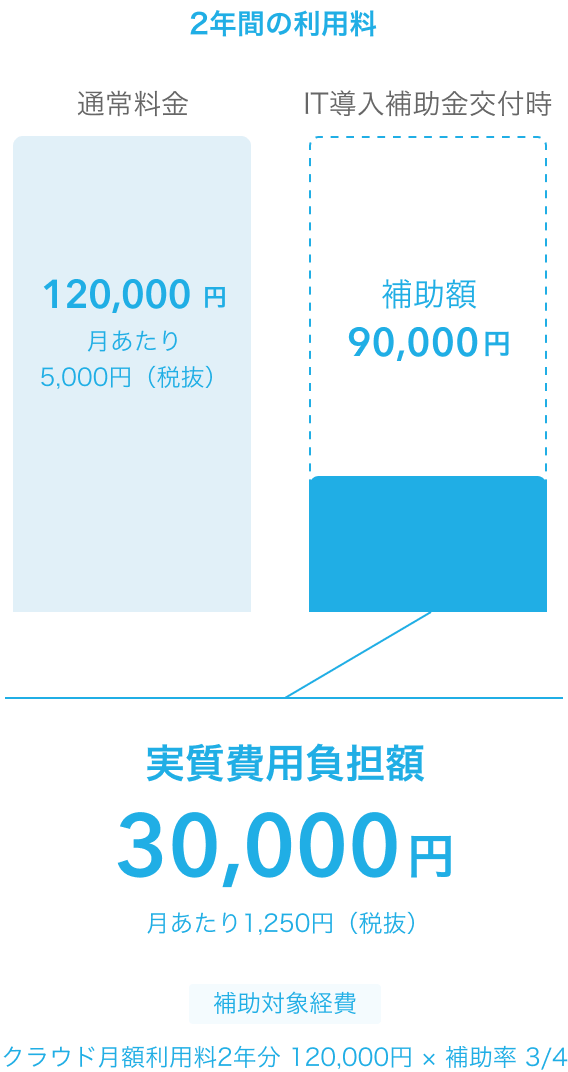 2年間の利用料
通常料金
IT導入補助金交付時
120,000 円
月あたり
5,000円（税抜）
補助額
90,000円
実質費用負担額
30,000円
月あたり1,250円（税抜）
補助対象経費
クラウド月額利用料2年分 120,000円 × 補助率 3/4